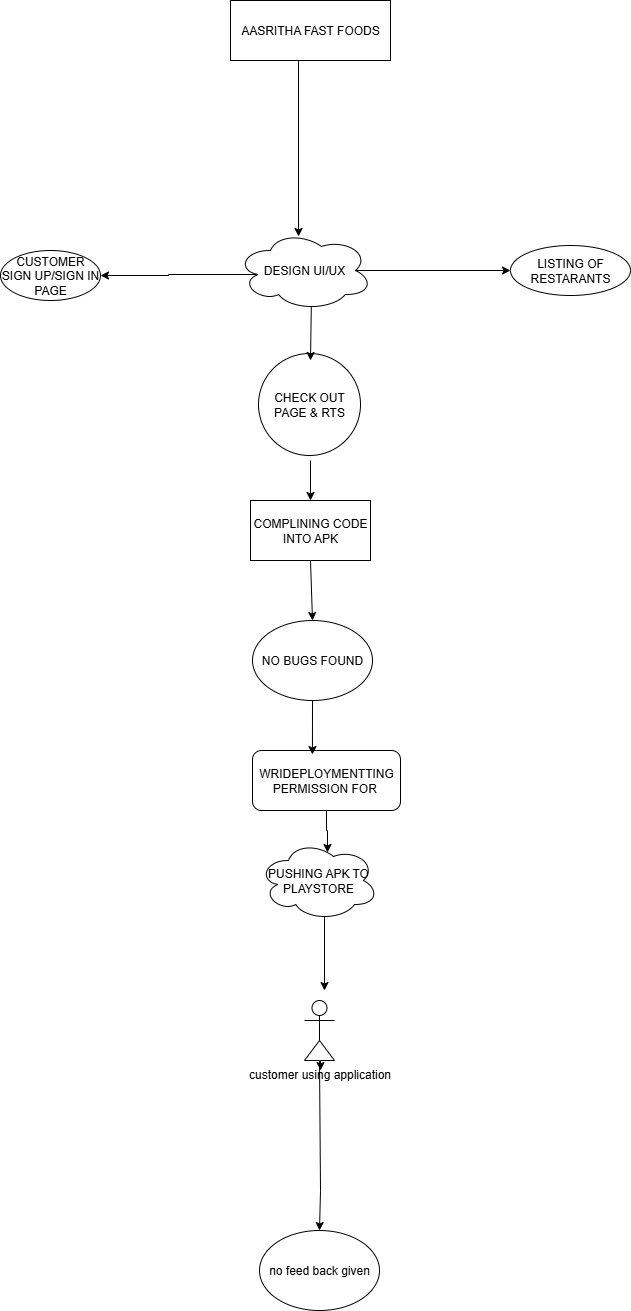 AASRITHA FAST FOODS
CUSTOMER
SIGN UP/SIGN IN
PAGE
DESIGN UI/UX
LISTING OF
RESTARANTS
CHECK OUT
PAGE & RTS
COMPLINING CODE
INTO APK
NO BUGS FOUND
WRIDEPLOYMENTTING
PERMISSION FOR
PUSHING APK TO
PLAYSTORE
customer using application
no feed back given